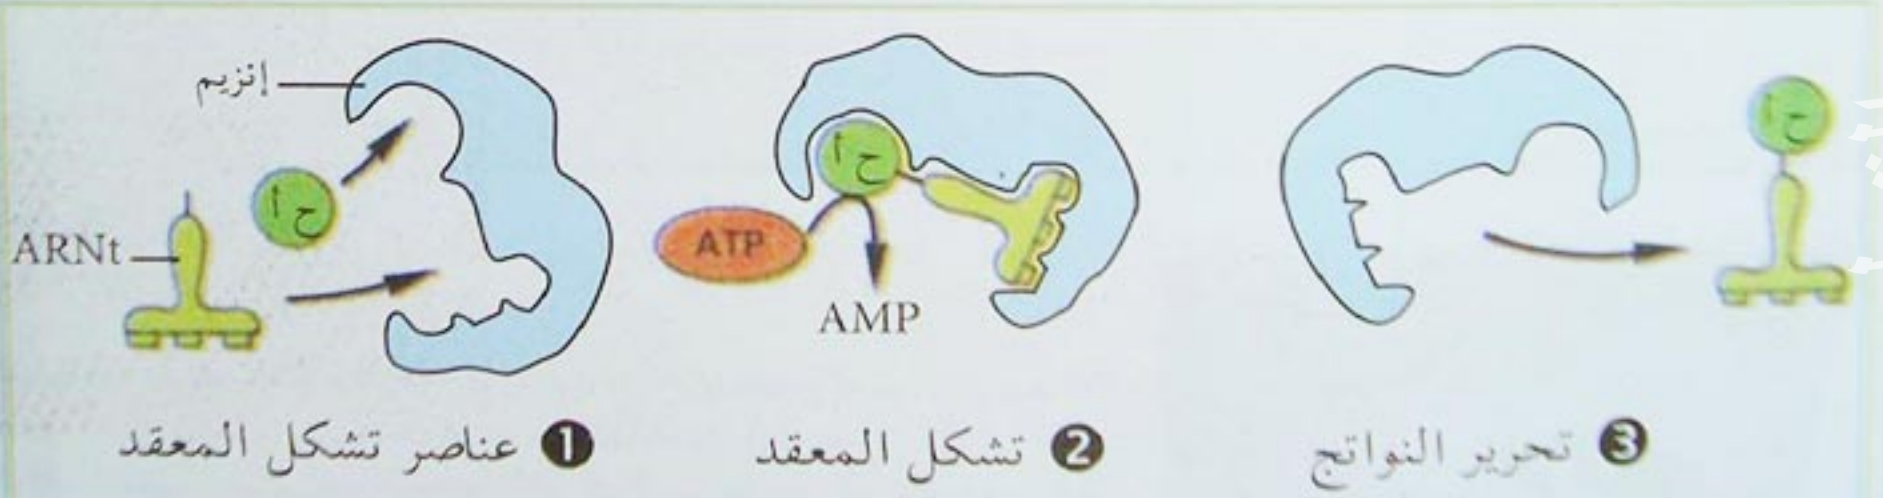 إنزيم
ح أ
ARNt
❶ عناصر تشكل المعقد
ح أ
ATP
AMP
❷ تشكل المعقد
ح أ
❸ تحرير النواتج